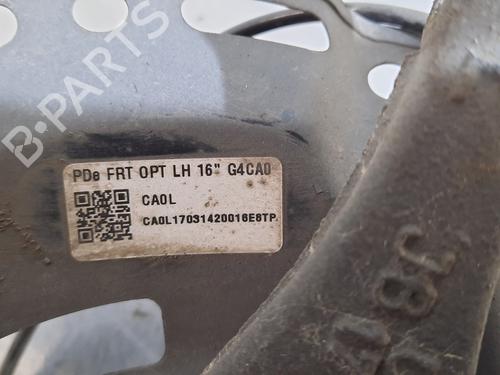 B-PARTS
PDe FRT OPT LH 16" G4CA0
CA0L
CA0L17031420016E8TP